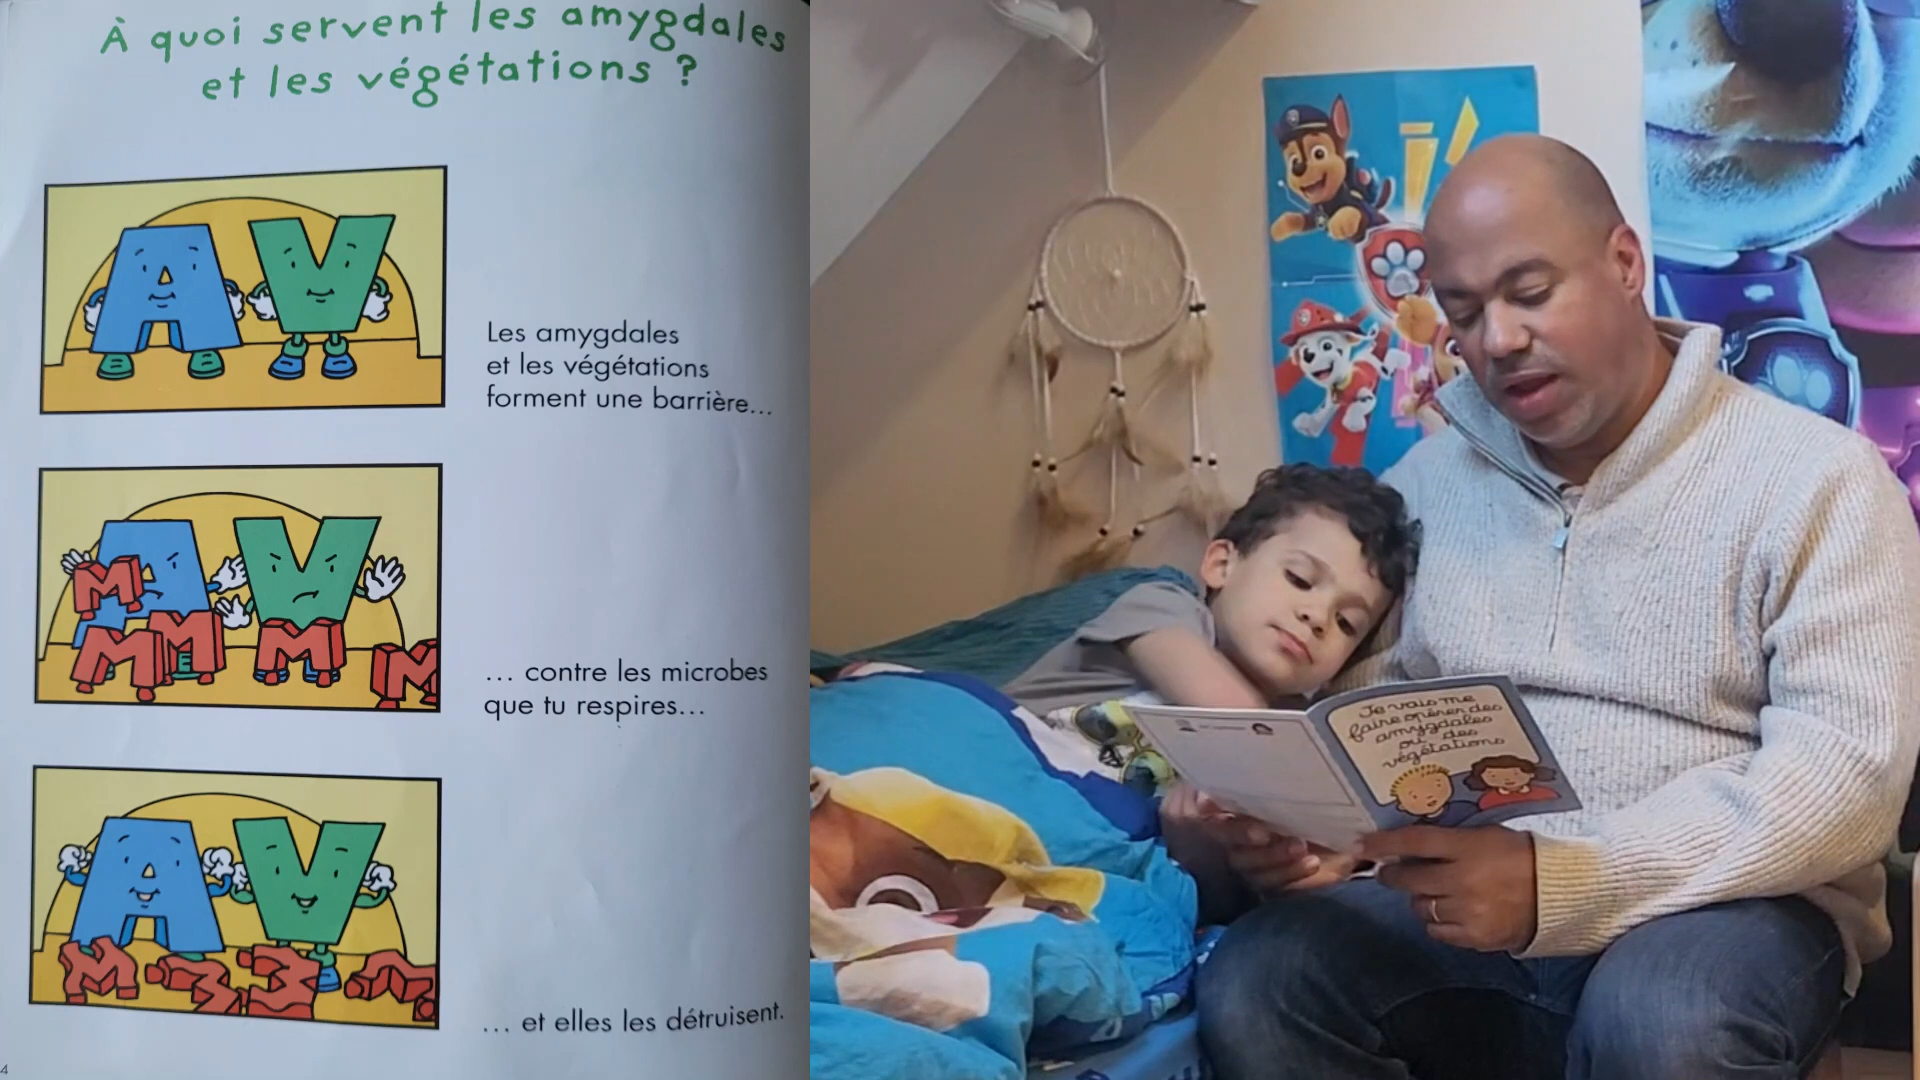 À quoi servent les amygdales
et les végétations ?
A V
Les amygdales
et les végétations
forment une barrière...
A V
M
M M M M
... contre les microbes
que tu respires...
A V
M
... et elles les détruisent.
4
Je vais me
faire opérer des
amygdales
ou des
végétations